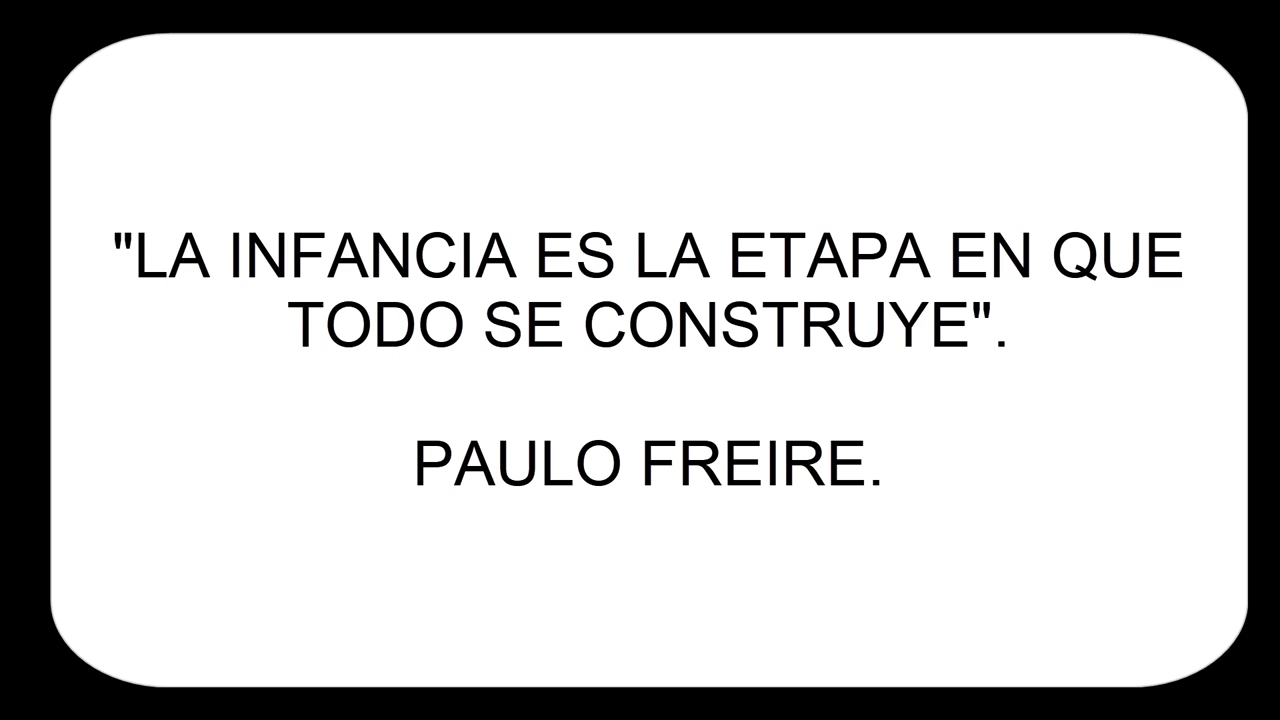 "LA INFANCIA ES LA ETAPA EN QUE
TODO SE CONSTRUYE".
PAULO FREIRE.